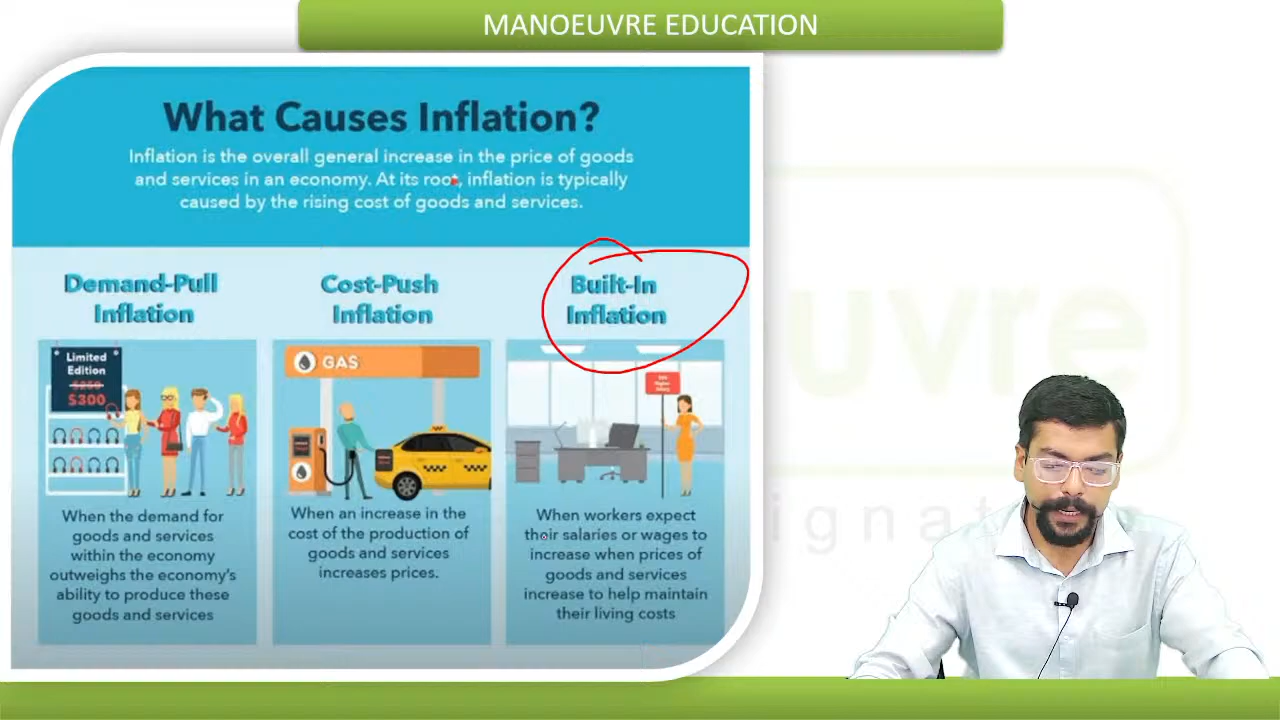 MANOEUVRE EDUCATION
What Causes Inflation?
Inflation is the overall general increase in the price of goods
and services in an economy. At its root, inflation is typically
caused by the rising cost of goods and services.
Demand-Pull
Inflation
Limited
Edition
$250
$300
When the demand for
goods and services
within the economy
outweighs the economy's
ability to produce these
goods and services
Cost-Push
Inflation
GAS
When an increase in the
cost of the production of
goods and services
increases prices.
Built-In
Inflation
When workers expect
their salaries or wages to
increase when prices of
goods and services
increase to help maintain
their living costs
uvre
ignat